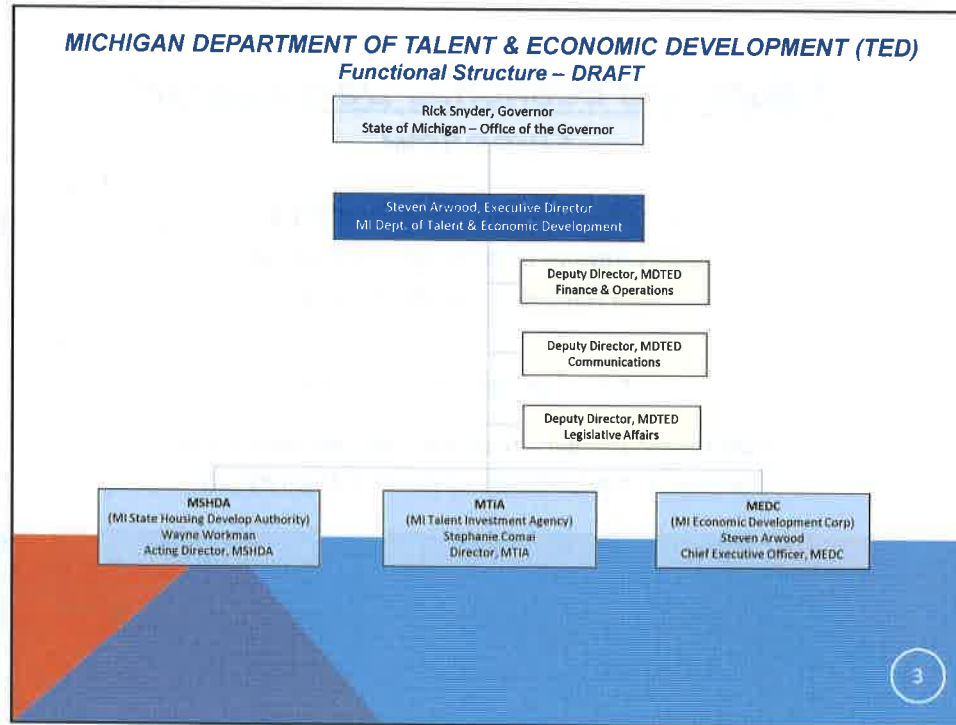 MICHIGAN DEPARTMENT OF TALENT & ECONOMIC DEVELOPMENT (TED)
Functional Structure – DRAFT
Rick Snyder, Governor
State of Michigan – Office of the Governor
Steven Arwood, Executive Director
MI Dept. of Talent & Economic Development
Deputy Director, MDTED
Finance & Operations
Deputy Director, MDTED
Communications
Deputy Director, MDTED
Legislative Affairs
MSHDA
(MI State Housing Develop Authority)
Wayne Workman
Acting Director, MSHDA
MTIA
(MI Talent Investment Agency)
Stephanie Comai
Director, MTIA
MEDC
(MI Economic Development Corp)
Steven Arwood
Chief Executive Officer, MEDC
3